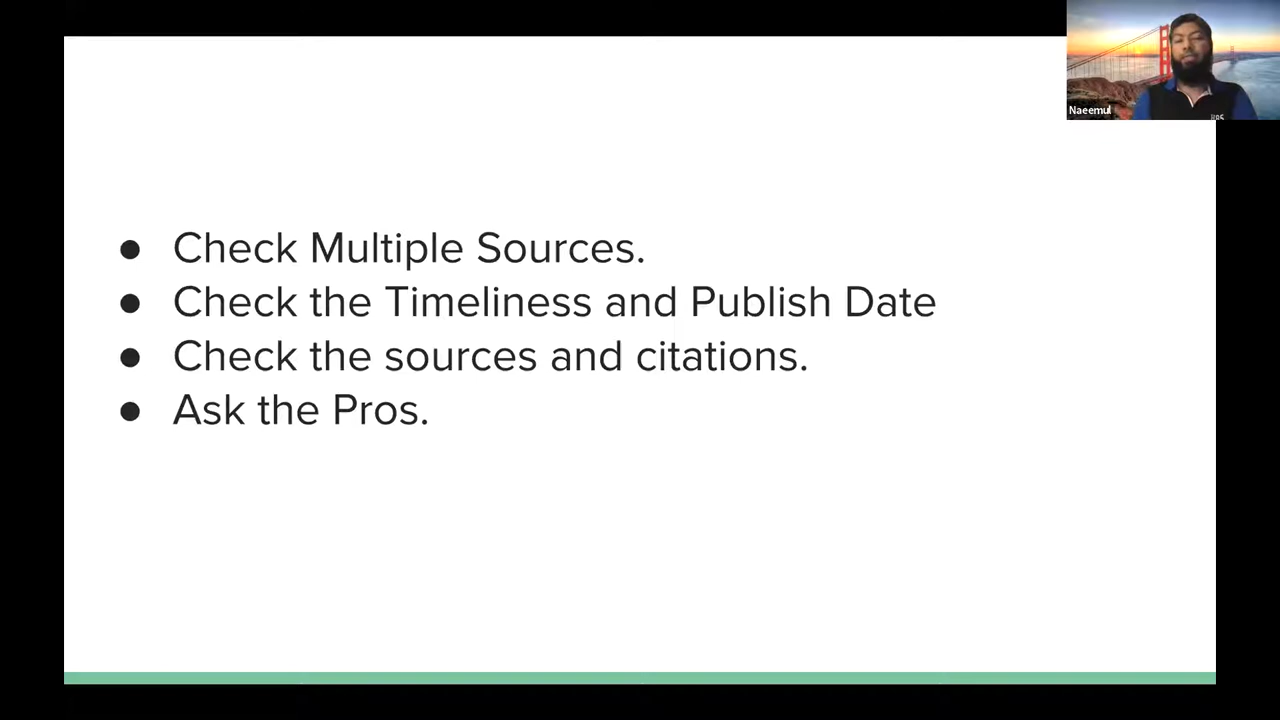 Naeemul
● Check Multiple Sources.
● Check the Timeliness and Publish Date
● Check the sources and citations.
● Ask the Pros.